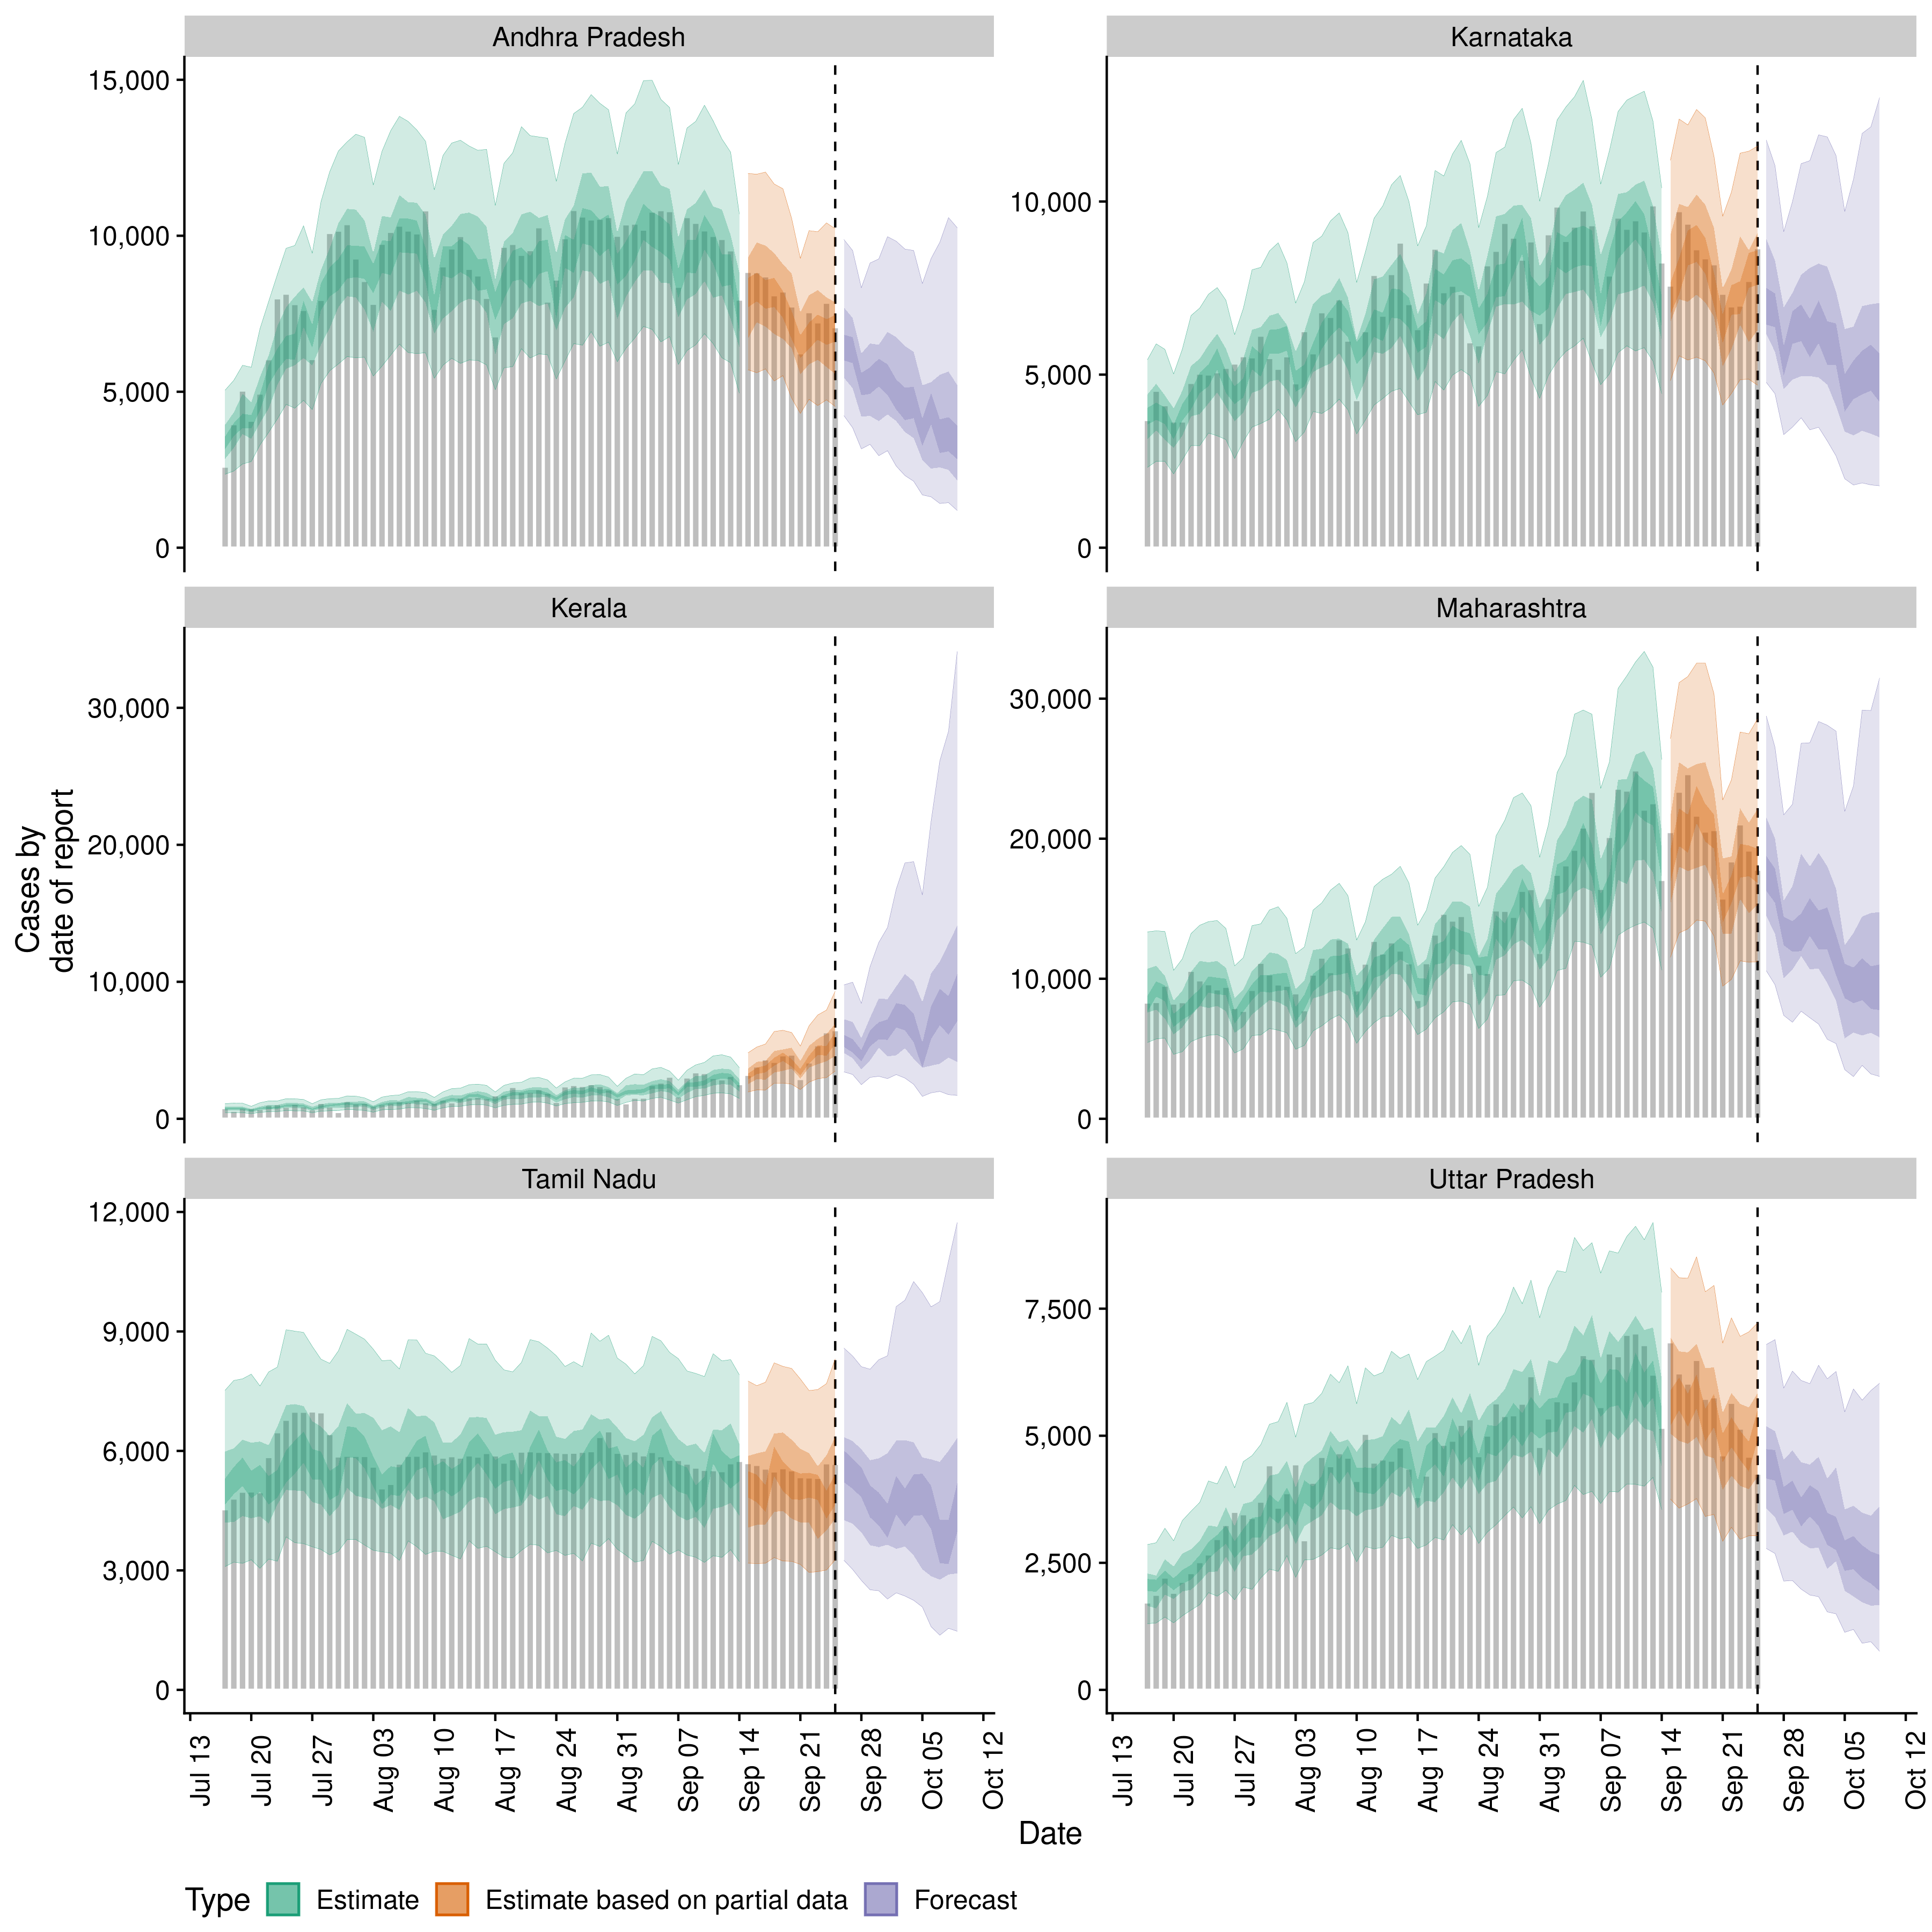 Andhra Pradesh
Karnataka
15,000
10,000
5,000
0
10,000
5,000
0
Kerala
Maharashtra
30,000
20,000
10,000
0
30,000
20,000
10,000
0
Tamil Nadu
Uttar Pradesh
12,000
9,000
6,000
3,000
0
7,500
5,000
2,500
0
Cases by
date of report
Jul 13
Jul 20
Jul 27
Aug 03
Aug 10
Aug 17
Aug 24
Aug 31
Sep 07
Sep 14
Sep 21
Sep 28
Oct 05
Oct 12
Jul 13
Jul 20
Jul 27
Aug 03
Aug 10
Aug 17
Aug 24
Aug 31
Sep 07
Sep 14
Sep 21
Sep 28
Oct 05
Oct 12
Date
Type Estimate Estimate based on partial data Forecast